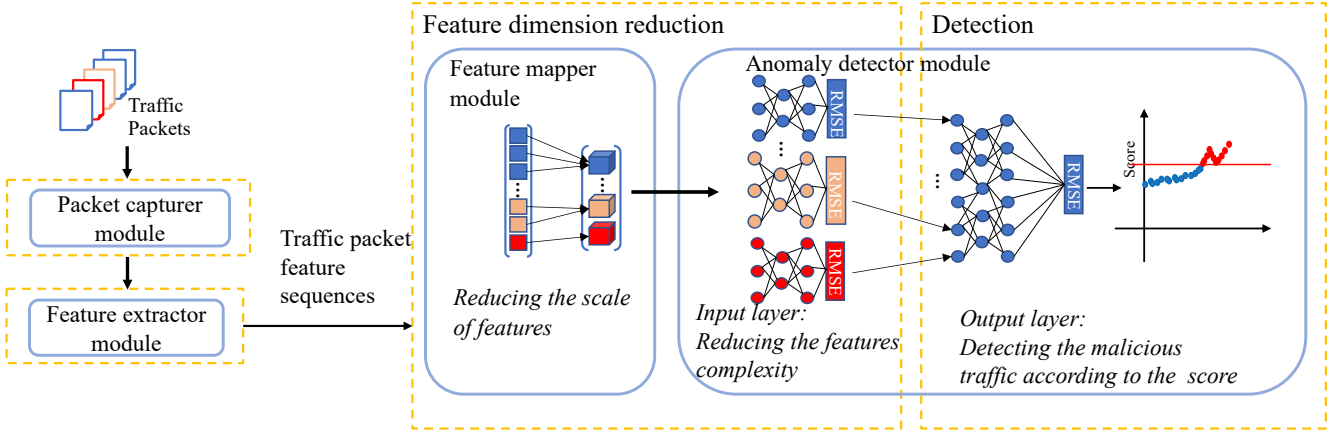 Traffic
Packets
Packet capturer
module
Feature extractor
module
Traffic packet
feature
sequences
Feature dimension reduction
Feature mapper
module
Reducing the scale
of features
Anomaly detector module
RMSE
RMSE
RMSE
Input layer:
Reducing the features
complexity
Detection
RMSE
Score
Output layer:
Detecting the malicious
traffic according to the score